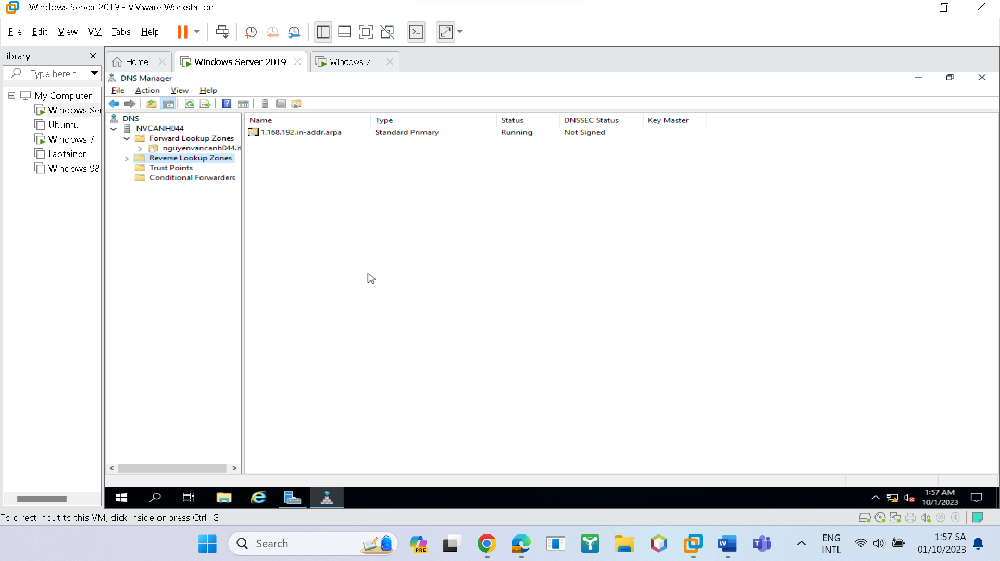 Windows Server 2019 - VMware Workstation
File Edit View VM Tabs Help
Library
Type here t...
My Computer
Windows Ser
Ubuntu
Windows 7
Labtainer
Windows 98
Home
Windows Server 2019
Windows 7
DNS Manager
File Action View Help
DNS
NVCANH044
Forward Lookup Zones
nguyenvancanh044.it
Reverse Lookup Zones
Trust Points
Conditional Forwarders
Name Type Status DNSSEC Status Key Master
1.168.192.in-addr.arpa Standard Primary Running Not Signed
1:57 AM
10/1/2023
To direct input to this VM, click inside or press Ctrl+G.
Search
PRE
ENG
INTL
1:57 SA
01/10/2023